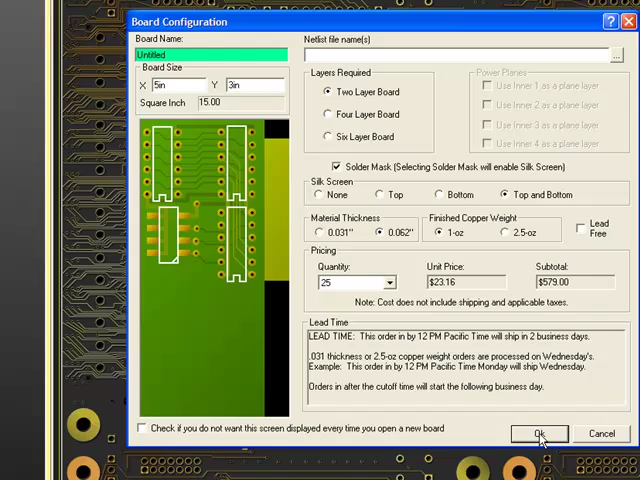 Board Configuration
Board Name:
Untitled
Board Size
X 5in Y 3in
Square Inch 15.00
Netlist file name(s)
...
Layers Required
Two Layer Board
Four Layer Board
Six Layer Board
Power Planes
Use Inner 1 as a plane layer
Use Inner 2 as a plane layer
Use Inner 3 as a plane layer
Use Inner 4 as a plane layer
Solder Mask (Selecting Solder Mask will enable Silk Screen)
Silk Screen
None Top Bottom Top and Bottom
Material Thickness
0.031" 0.062"
Finished Copper Weight
1-oz 2.5-oz
Lead
Free
Pricing
Quantity: Unit Price: Subtotal:
25 $23.16 $579.00
Note: Cost does not include shipping and applicable taxes.
Lead Time
LEAD TIME: This order in by 12 PM Pacific Time will ship in 2 business days.
.031 thickness or 2.5-oz copper weight orders are processed on Wednesday's.
Example: This order in by 12 PM Pacific Time Monday will ship Wednesday.
Orders in after the cutoff time will start the following business day.
Check if you do not want this screen displayed every time you open a new board
Ok Cancel